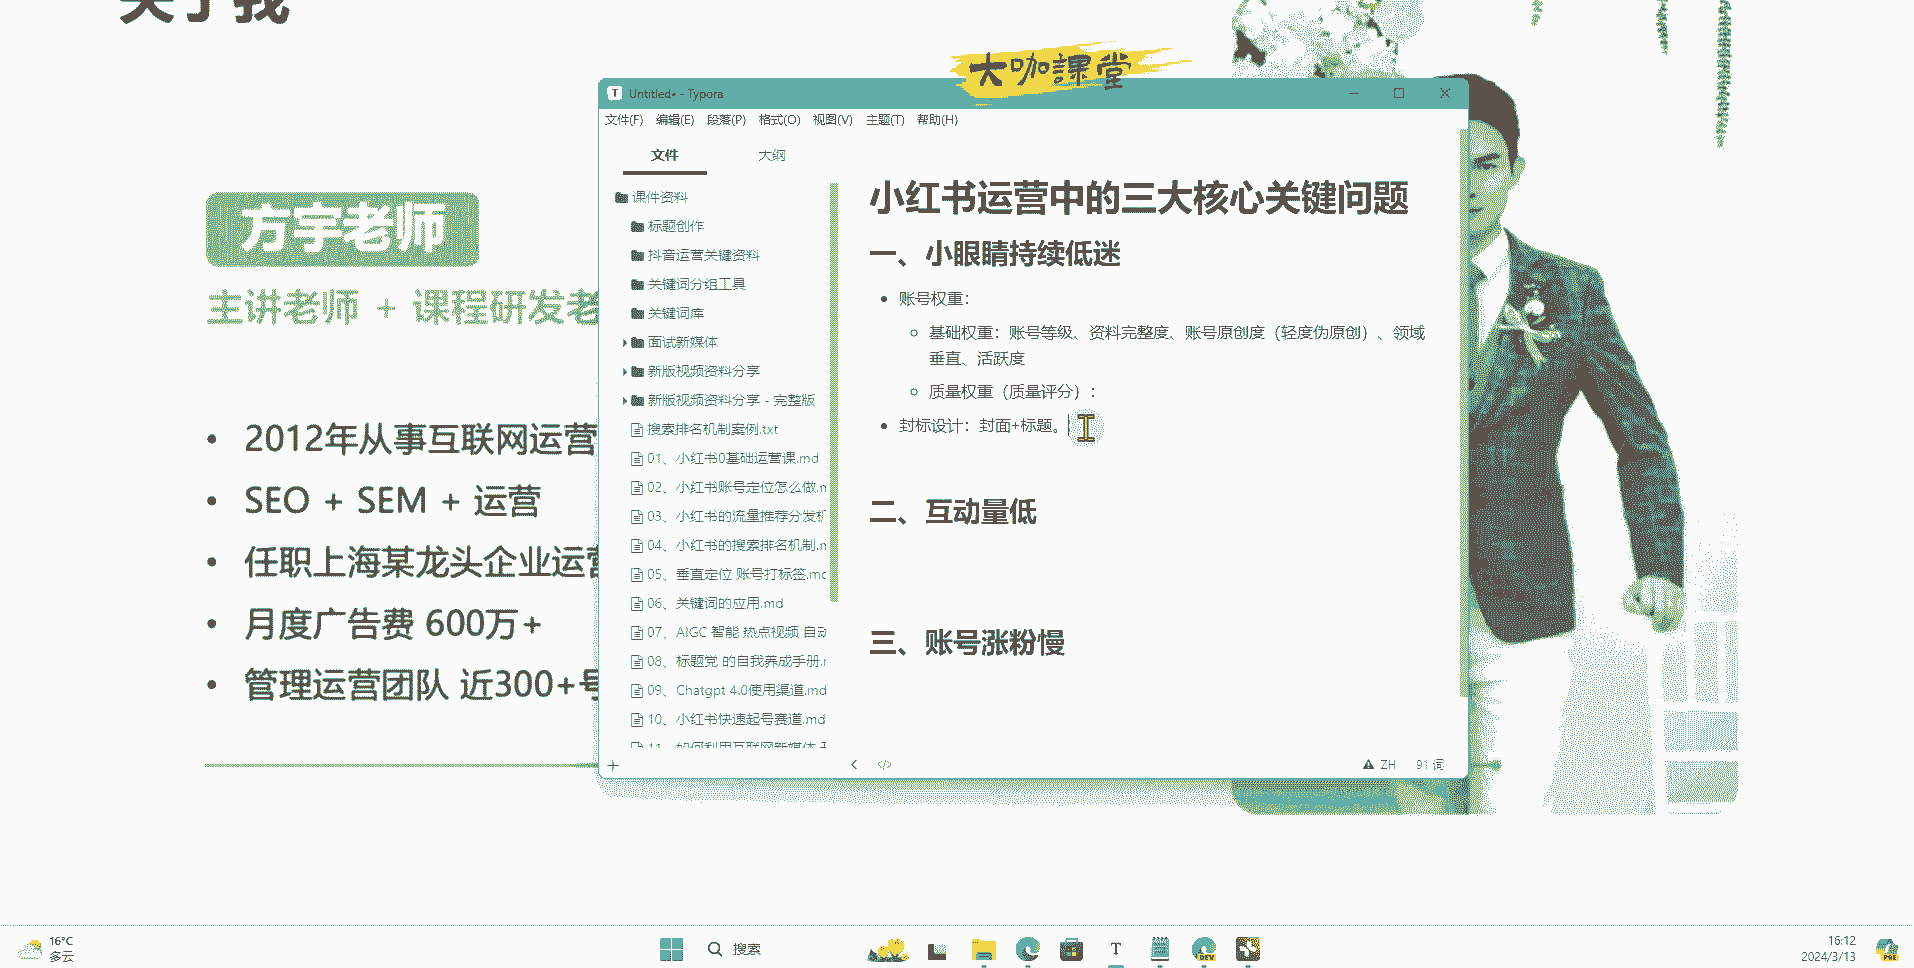 关于我
大咖課堂
Untitled• - Typora
文件(F) 编辑(E) 段落(P) 格式(O) 视图(V) 主题(T) 帮助(H)
文件 大纲
课件资料
标题创作
抖音运营关键资料
关键词分组工具
关键词库
面试新媒体
新版视频资料分享
新版视频资料分享 - 完整版
搜索排名机制案例.txt
01、小红书0基础运营课.md
02、小红书账号定位怎么做.n
03、小红书的流量推荐分发机
04、小红书的搜索排名机制.n
05、垂直定位 账号打标签.mc
06、关键词的应用.md
07、AIGC 智能 热点视频 自动
08、标题党 的自我养成手册.r
09、Chatgpt 4.0使用渠道.md
10、小红书快速起号赛道.md
11、如何利用互联网新媒体
小红书运营中的三大核心关键问题
一、小眼睛持续低迷
账号权重：
基础权重：账号等级、资料完整度、账号原创度（轻度伪原创）、领域
垂直、活跃度
质量权重（质量评分）：
封标设计：封面+标题。
二、互动量低
三、账号涨粉慢
ZH 91 词
方宇老师
主讲老师 + 课程研发老
• 2012年从事互联网运营
• SEO + SEM + 运营
• 任职上海某龙头企业运营
• 月度广告费 600万+
• 管理运营团队 近300+号
16°C
多云
搜索
DEV
16:12
2024/3/13
PRE